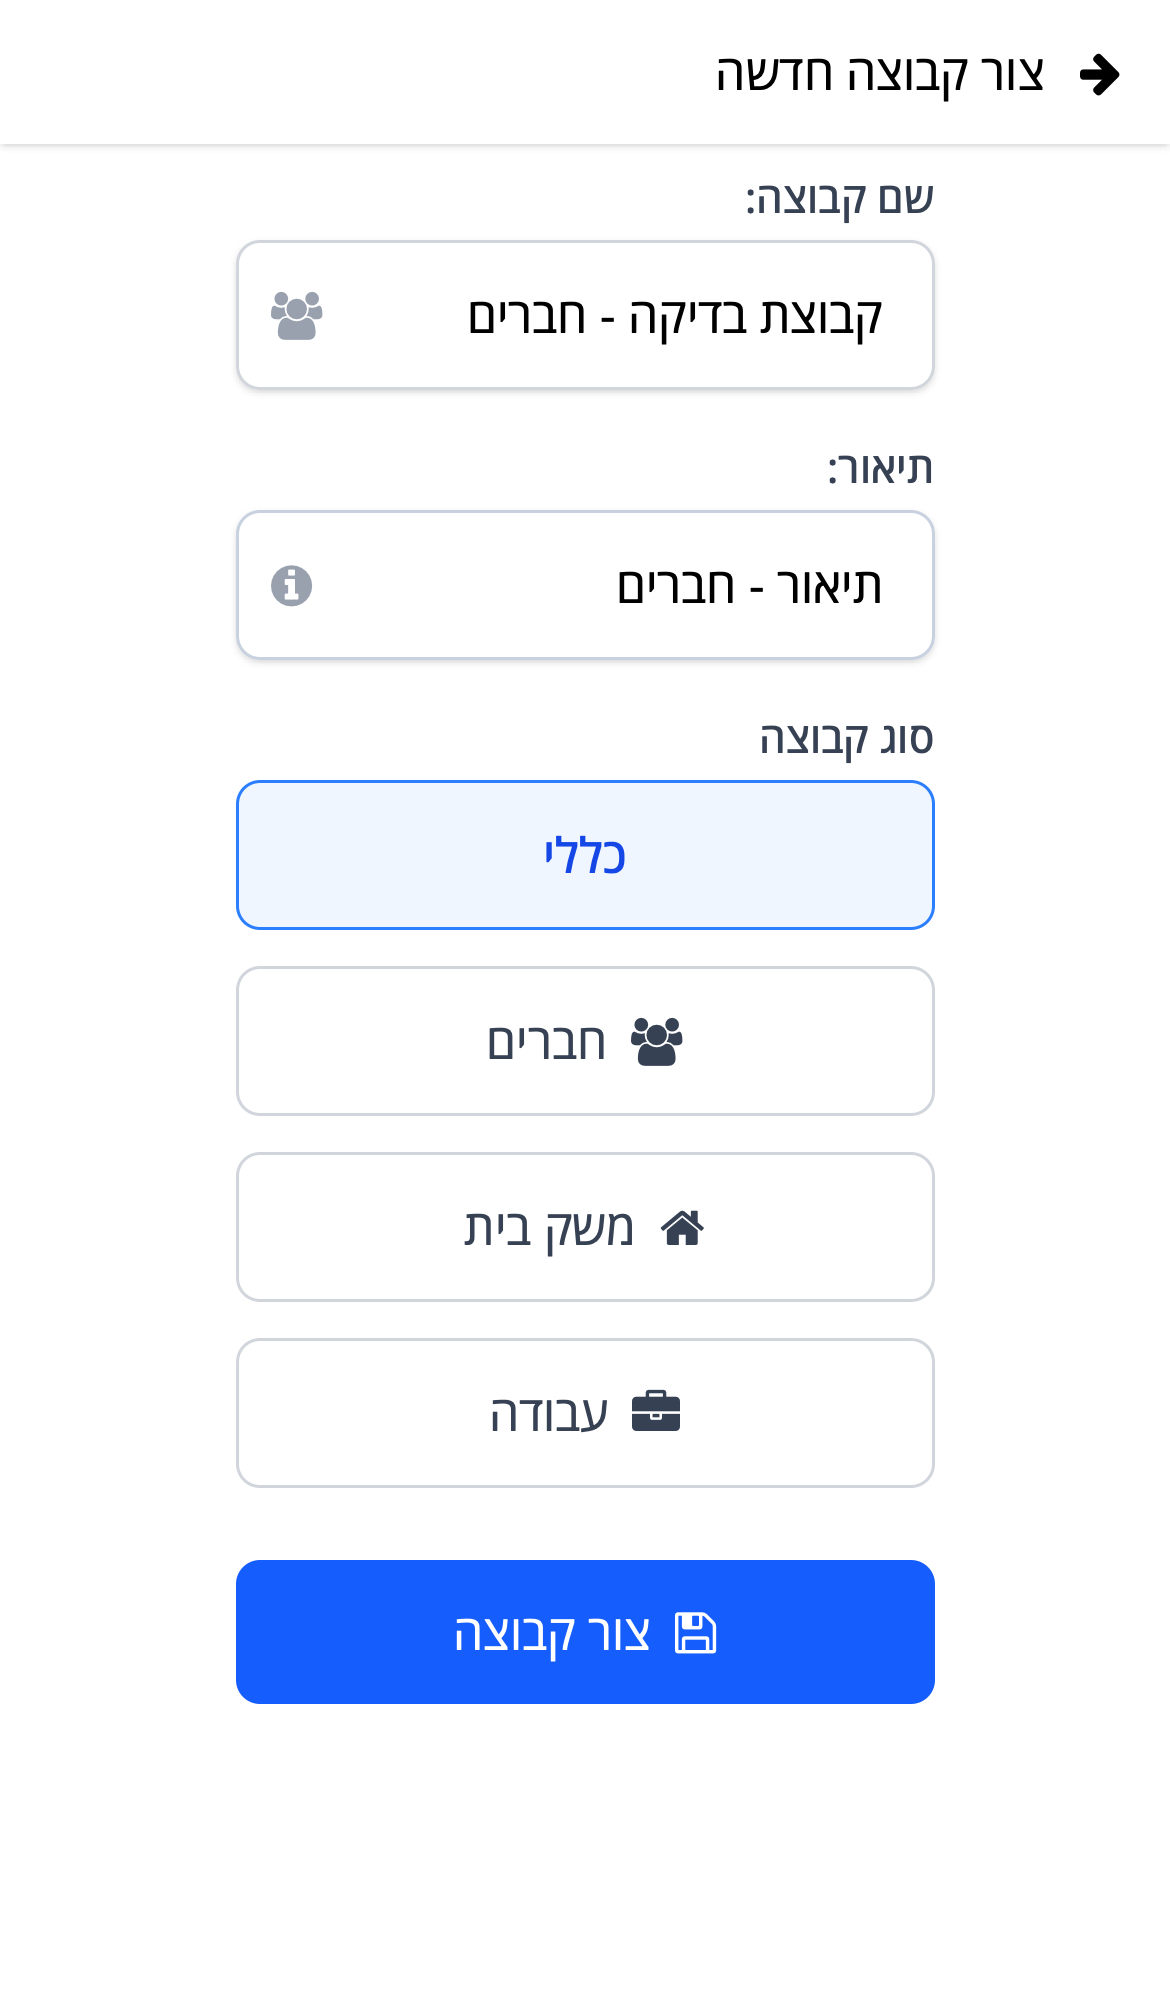 צור קבוצה חדשה
שם קבוצה:
קבוצת בדיקה - חברים
תיאור:
תיאור - חברים
סוג קבוצה
כללי
חברים
משק בית
עבודה
צור קבוצה